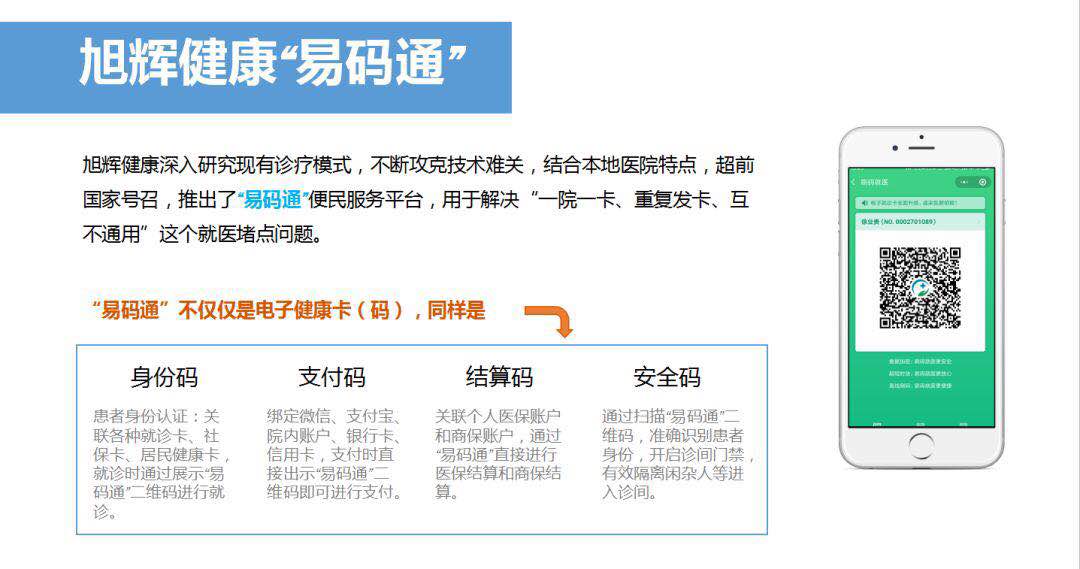 旭辉健康“易码通”
旭辉健康深入研究现有诊疗模式，不断攻克技术难关，结合本地医院特点，超前
国家号召，推出了“易码通”便民服务平台，用于解决“一院一卡、重复发卡、互
不通用”这个就医堵点问题。
“易码通”不仅仅是电子健康卡（码），同样是
身份码
患者身份认证：关
联各种就诊卡、社
保卡、居民健康卡，
就诊时通过展示“易
码通”二维码进行就
诊。
支付码
绑定微信、支付宝、
院内账户、银行卡、
信用卡，支付时直
接出示“易码通”二
维码即可进行支付。
结算码
关联个人医保账户
和商保账户，通过
“易码通”直接进行
医保结算和商保结
算。
安全码
通过扫描“易码通”二
维码，准确识别患者
身份，开启诊间门禁，
有效隔离闲杂人等进
入诊间。
易码就医
(NO. 0002701089)